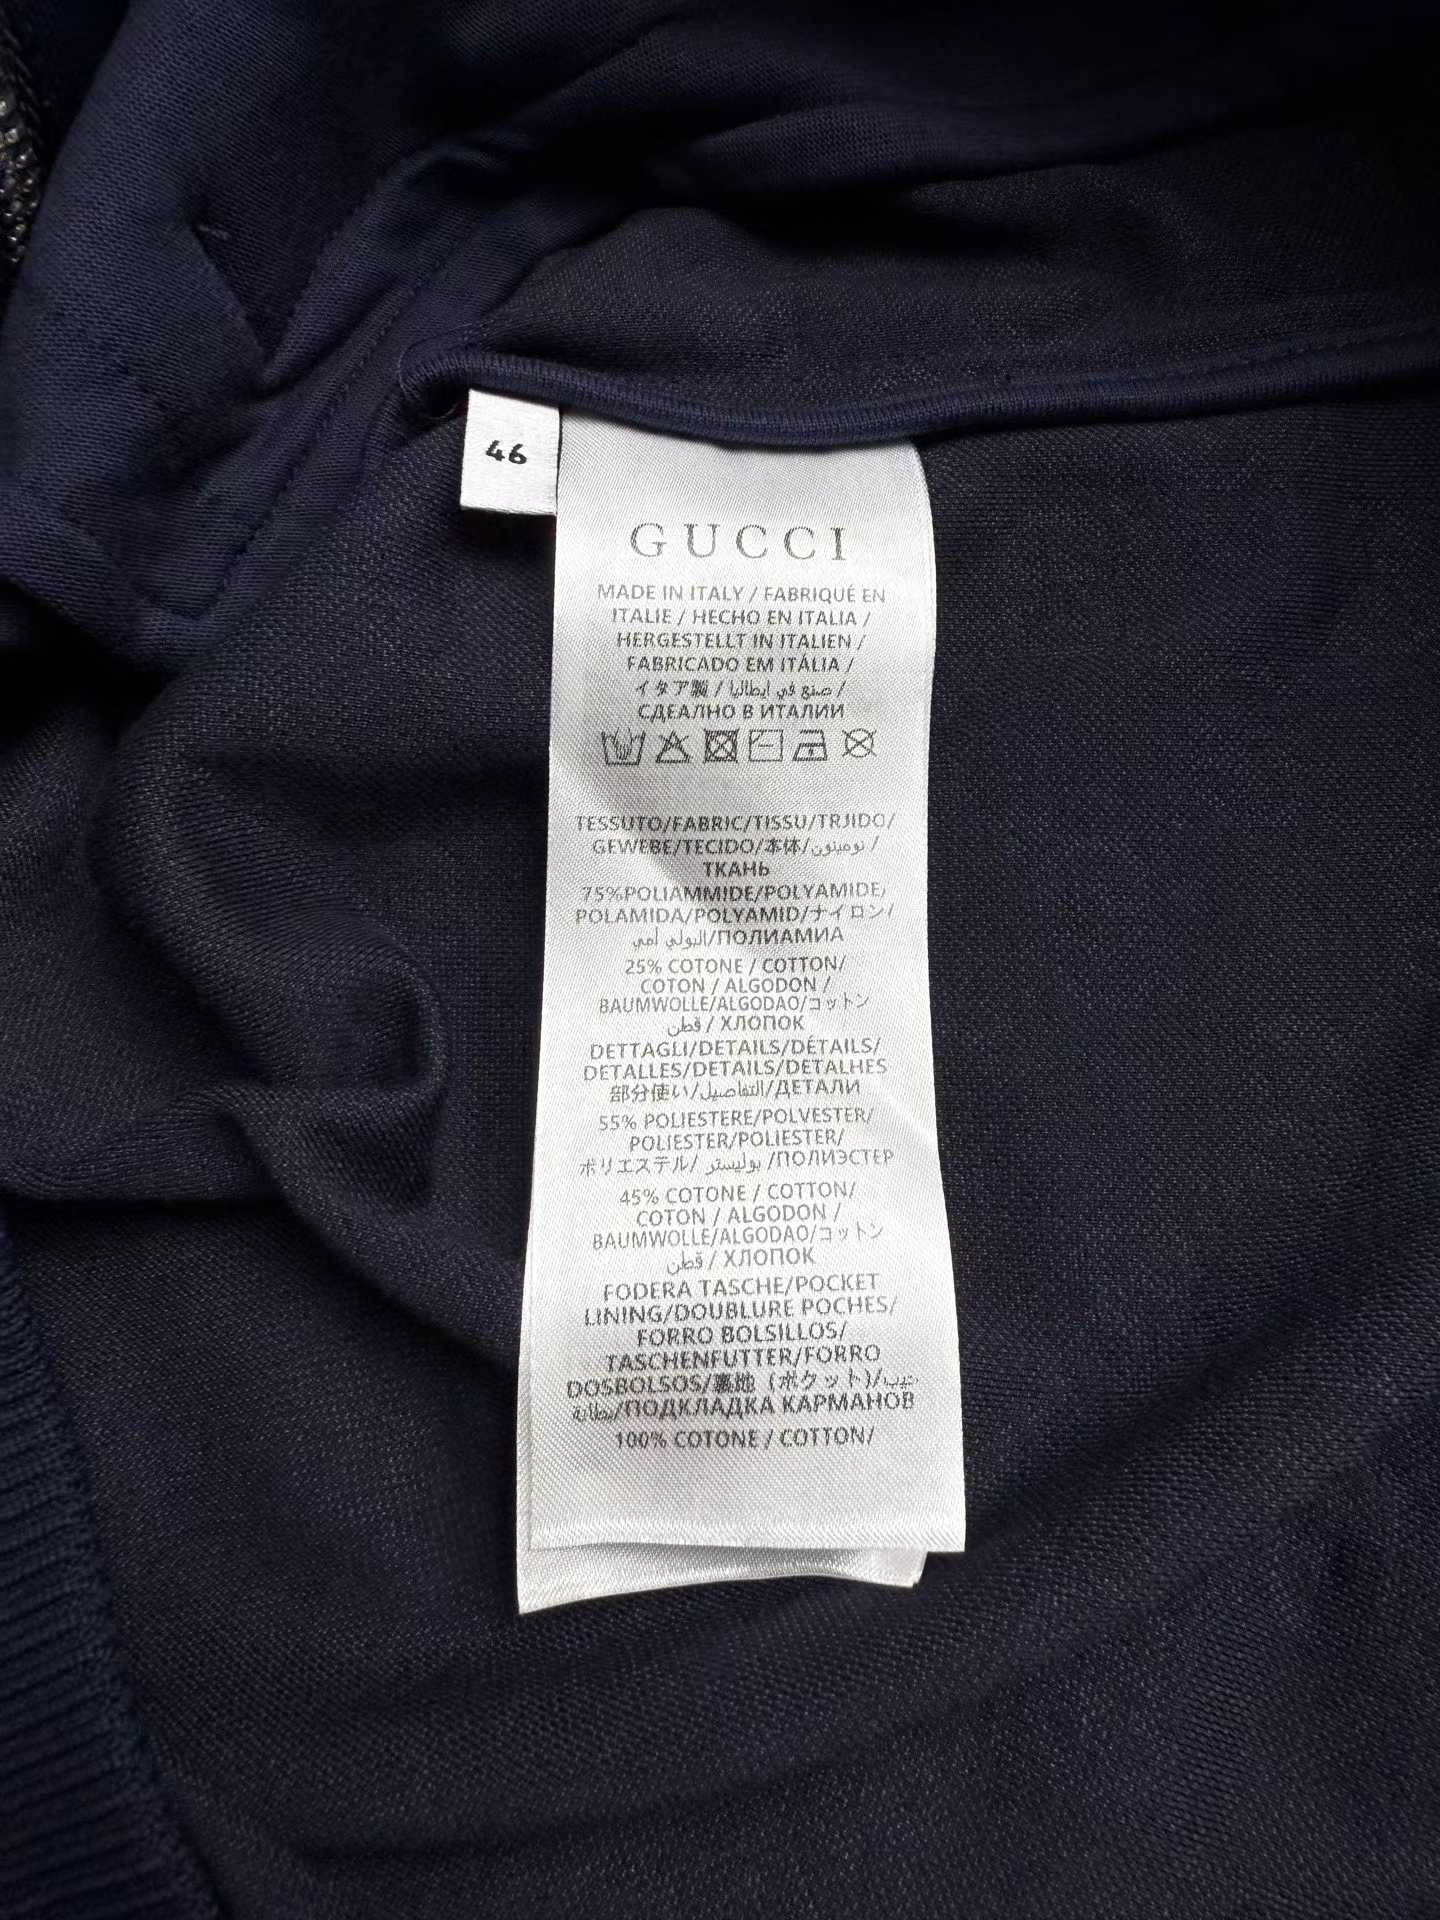 46
GUCCI
MADE IN ITALY / FABRIQUÉ EN
ITALIE / HECHO EN ITALIA /
HERGESTELLT IN ITALIEN /
FABRICADO EM ITÁLIA /
イタア製 / صنع في ايطاليا /
СДЕАЛНО В ИТАЛИИ
TESSUTO/FABRIC/TISSU/TRJIDO/
GEWEBE/TECIDO/本体/نومينون /
ТКАНЬ
75%POLIAMMIDE/POLYAMIDE/
POLAMIDA/POLYAMID/ナイロン/
البولي أمي/ПОЛИАМИА
25% COTONE / COTTON/
COTON / ALGODON /
BAUMWOLLE/ALGODAO/コットン
قطن / ХЛОПОК
DETTAGLI/DETAILS/DÉTAILS/
DETALLES/DETAILS/DETALHES
部分使い/التفاصيل/ДЕТАЛИ
55% POLIESTERE/POLVESTER/
POLIESTER/POLIESTER/
ポリエステル/ بوليستر /ПОЛИЭСТЕР
45% COTONE / COTTON/
COTON / ALGODON /
BAUMWOLLE/ALGODAO/コットン
قطن / ХЛОПОК
FODERA TASCHE/POCKET
LINING/DOUBLURE POCHES/
FORRO BOLSILLOS/
TASCHENFUTTER/FORRO
DOSBOLSOS/裏地 (ポケット)/
بطانة/ПОДКЛАДКА КАРМАНОВ
100% COTONE / COTTON/